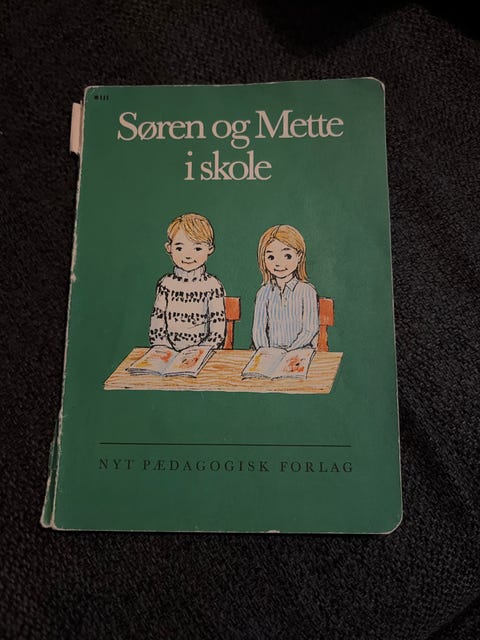 Søren og Mette
i skole
NYT PÆDAGOGISK FORLAG